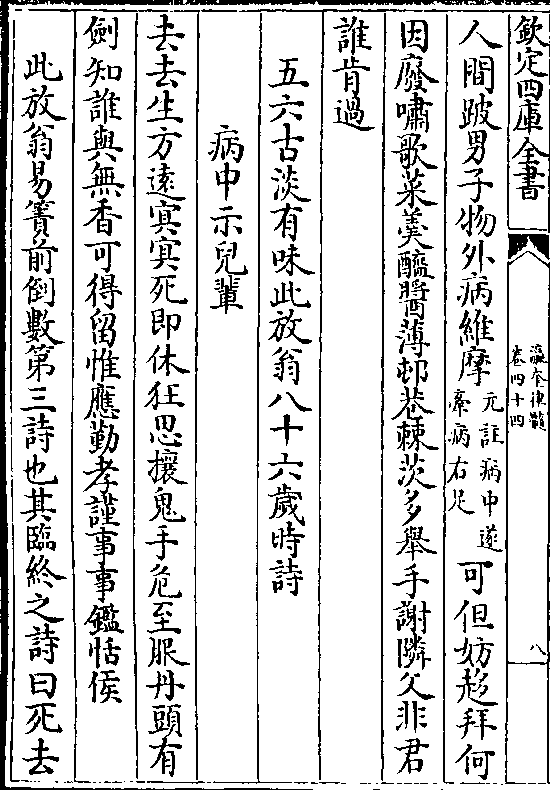 欽定四庫全書
瀛奎律髓
卷四十四
八
人間跛男子物外病維摩元註病中遂
牽病右足可但妨趍拜何
因廢嘯歌菜羮醯醬薄邨巷棘茨多舉手謝隣父非君
誰肯過
五六古淡有味此放翁八十六歲時詩
病中示兒輩
去去生方逺㝠㝠死即休狂思攘鬼手危至服丹頭有
劍知誰與無香可得留惟應勤孝謹事事鑑恬侯
此放翁易簀前倒數第三詩也其臨終之詩曰死去